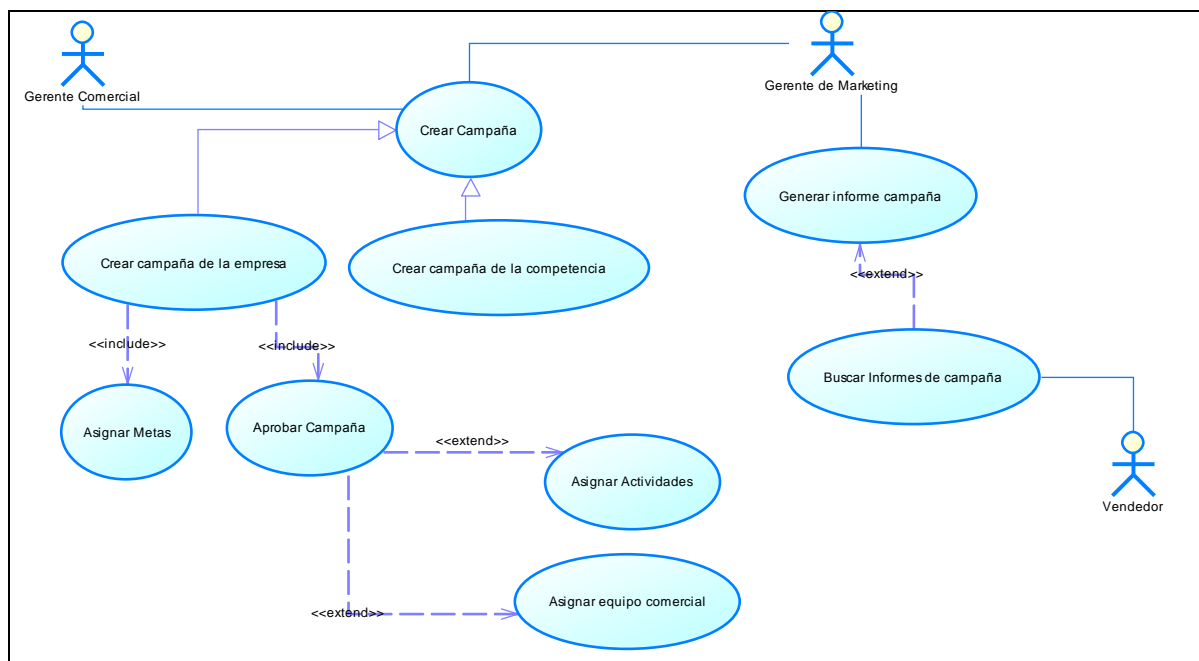 Gerente Comercial
Gerente de Marketing
Crear Campaña
Generar informe campaña
Crear campaña de la empresa
Crear campaña de la competencia
<<extend>>
<<include>>
<<include>>
Buscar Informes de campaña
Asignar Metas
Aprobar Campaña
<<extend>>
Asignar Actividades
Vendedor
Asignar equipo comercial
<<extend>>